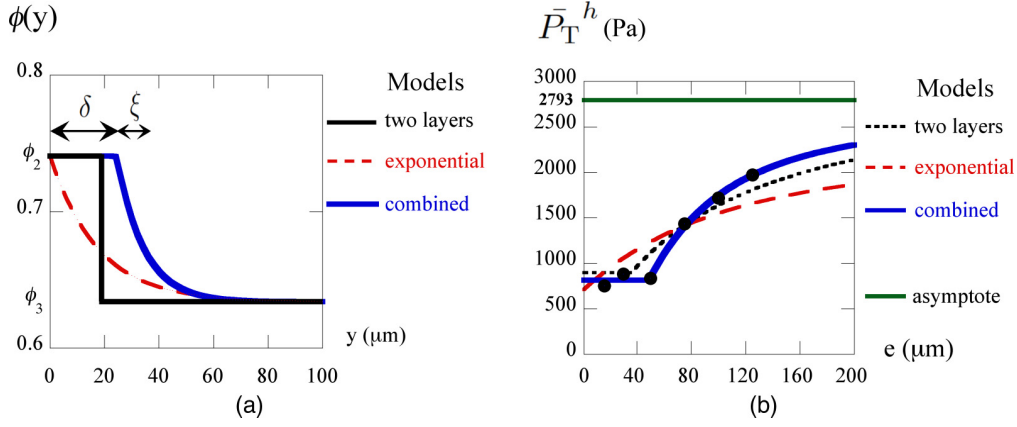 ϕ(y)
0.8
ϕ₂
0.7
ϕ₃
0.6
δ
ξ
Models
two layers
exponential
combined
y (μm)
0 20 40 60 80 100
(a)
P̄_T^h (Pa)
3000
2793
2500
2000
1500
1000
500
0
Models
two layers
exponential
combined
asymptote
e (μm)
0 40 80 120 160 200
(b)